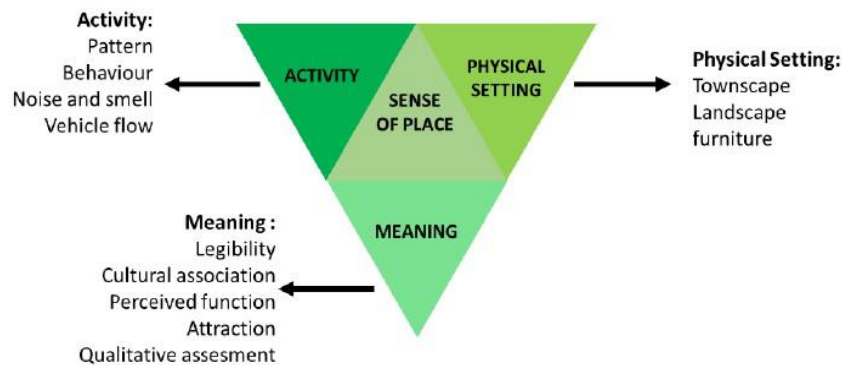 Activity:
Pattern
Behaviour
Noise and smell
Vehicle flow
ACTIVITY
PHYSICAL
SETTING
SENSE
OF PLACE
Physical Setting:
Townscape
Landscape
furniture
MEANING
Meaning :
Legibility
Cultural association
Perceived function
Attraction
Qualitative assesment